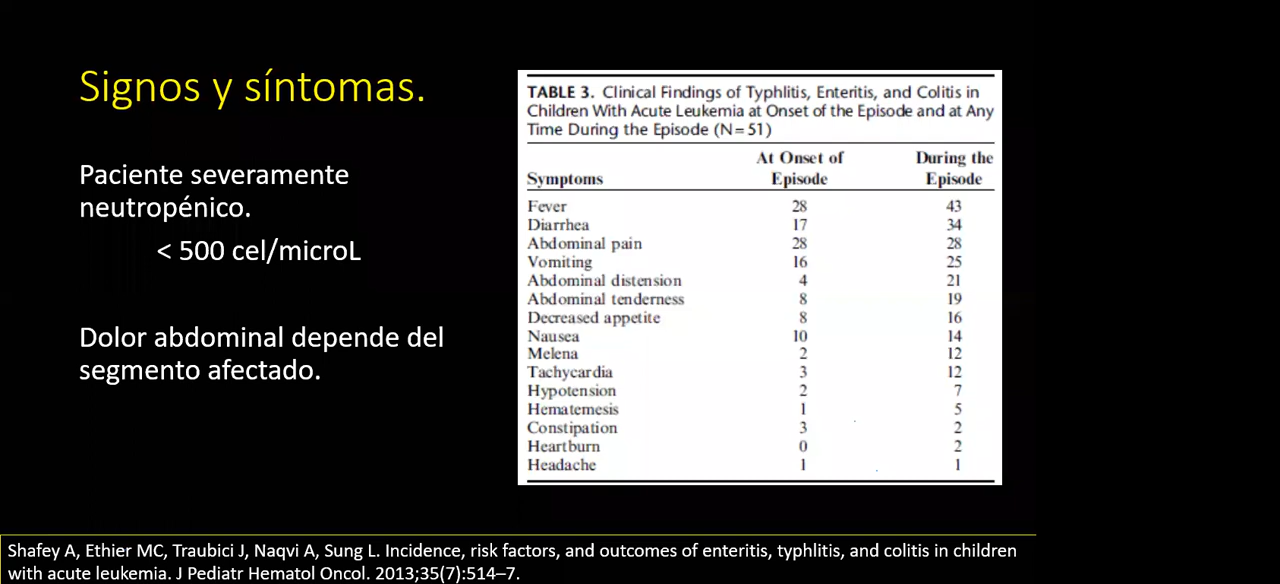 Signos y síntomas.
Paciente severamente
neutropénico.
< 500 cel/microL
Dolor abdominal depende del
segmento afectado.
TABLE 3. Clinical Findings of Typhlitis, Enteritis, and Colitis in
Children With Acute Leukemia at Onset of the Episode and at Any
Time During the Episode (N=51)
At Onset of During the
Symptoms Episode Episode
Fever 28 43
Diarrhea 17 34
Abdominal pain 28 28
Vomiting 16 25
Abdominal distension 4 21
Abdominal tenderness 8 19
Decreased appetite 8 16
Nausea 10 14
Melena 2 12
Tachycardia 3 12
Hypotension 2 7
Hematemesis 1 5
Constipation 3 2
Heartburn 0 2
Headache 1 1
Shafey A, Ethier MC, Traubici J, Naqvi A, Sung L. Incidence, risk factors, and outcomes of enteritis, typhlitis, and colitis in children
with acute leukemia. J Pediatr Hematol Oncol. 2013;35(7):514–7.